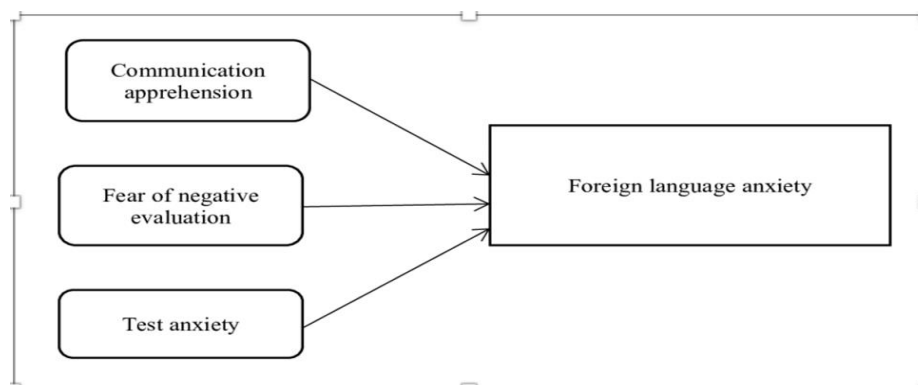 Communication
apprehension
Fear of negative
evaluation
Test anxiety
Foreign language anxiety